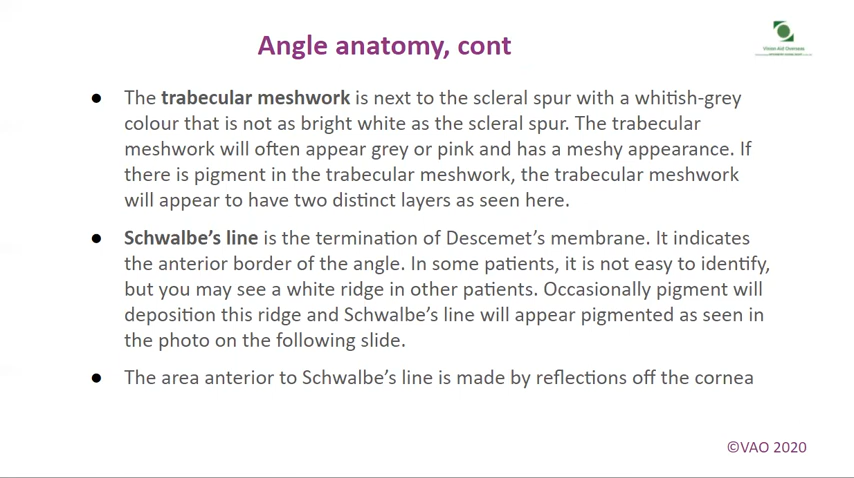 Angle anatomy, cont
Vision Aid Overseas
● The trabecular meshwork is next to the scleral spur with a whitish-grey
colour that is not as bright white as the scleral spur. The trabecular
meshwork will often appear grey or pink and has a meshy appearance. If
there is pigment in the trabecular meshwork, the trabecular meshwork
will appear to have two distinct layers as seen here.
● Schwalbe's line is the termination of Descemet's membrane. It indicates
the anterior border of the angle. In some patients, it is not easy to identify,
but you may see a white ridge in other patients. Occasionally pigment will
deposition this ridge and Schwalbe's line will appear pigmented as seen in
the photo on the following slide.
● The area anterior to Schwalbe's line is made by reflections off the cornea
©VAO 2020